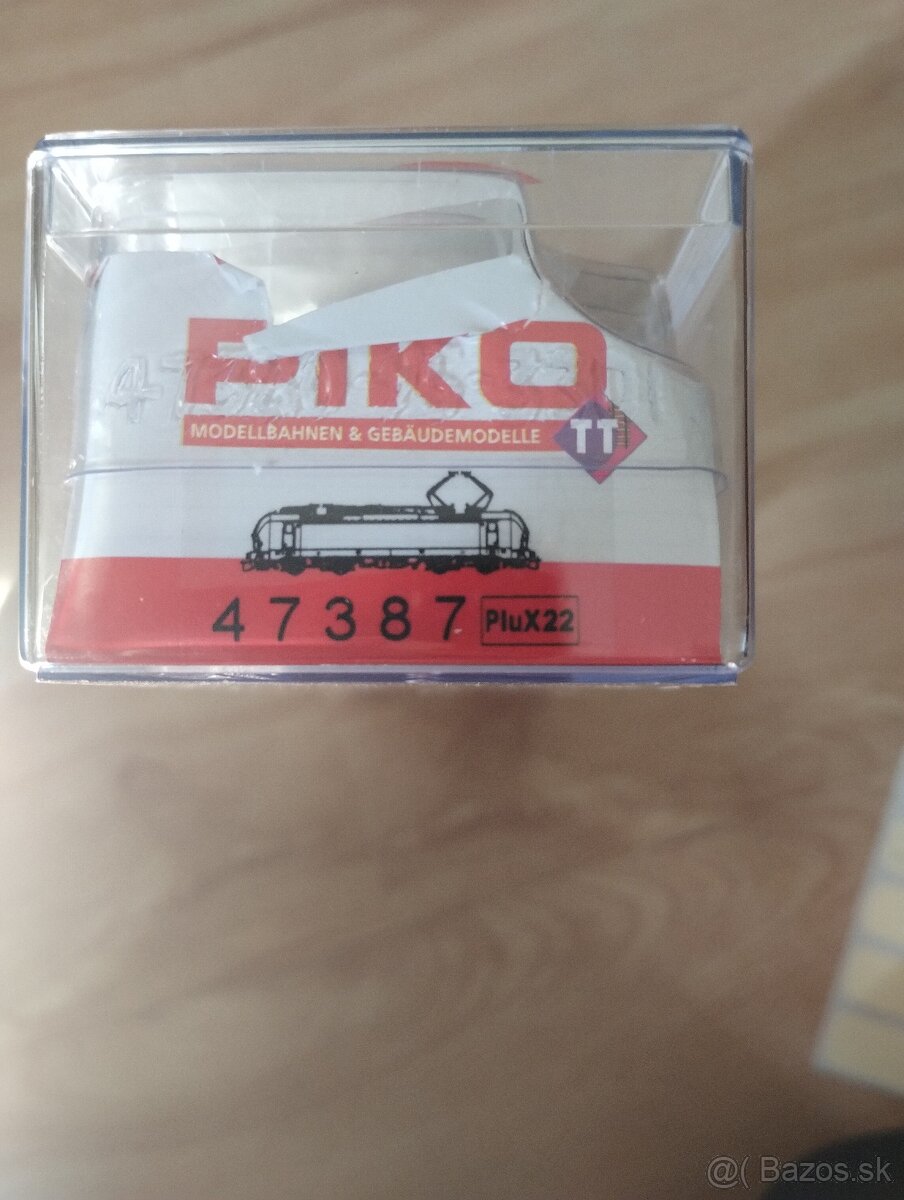 PIKO
MODELLBAHNEN & GEBÄUDEMODELLE TT
47387 PluX22
@( Bazos.sk